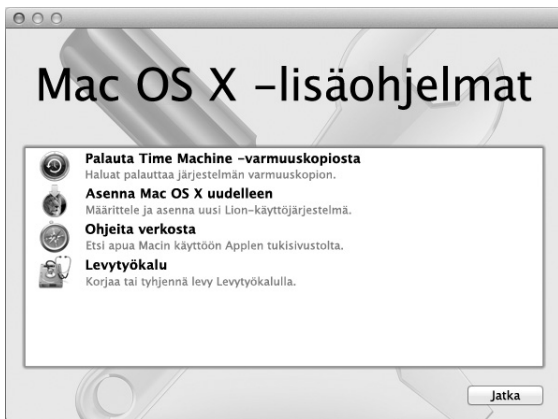 Mac OS X –lisäohjelmat
Palauta Time Machine –varmuuskopiosta
Haluat palauttaa järjestelmän varmuuskopion.
Asenna Mac OS X uudelleen
Määrittele ja asenna uusi Lion-käyttöjärjestelmä.
Ohjeita verkosta
Etsi apua Macin käyttöön Applen tukisivustolta.
Levytyökalu
Korjaa tai tyhjennä levy Levytyökalulla.
Jatka